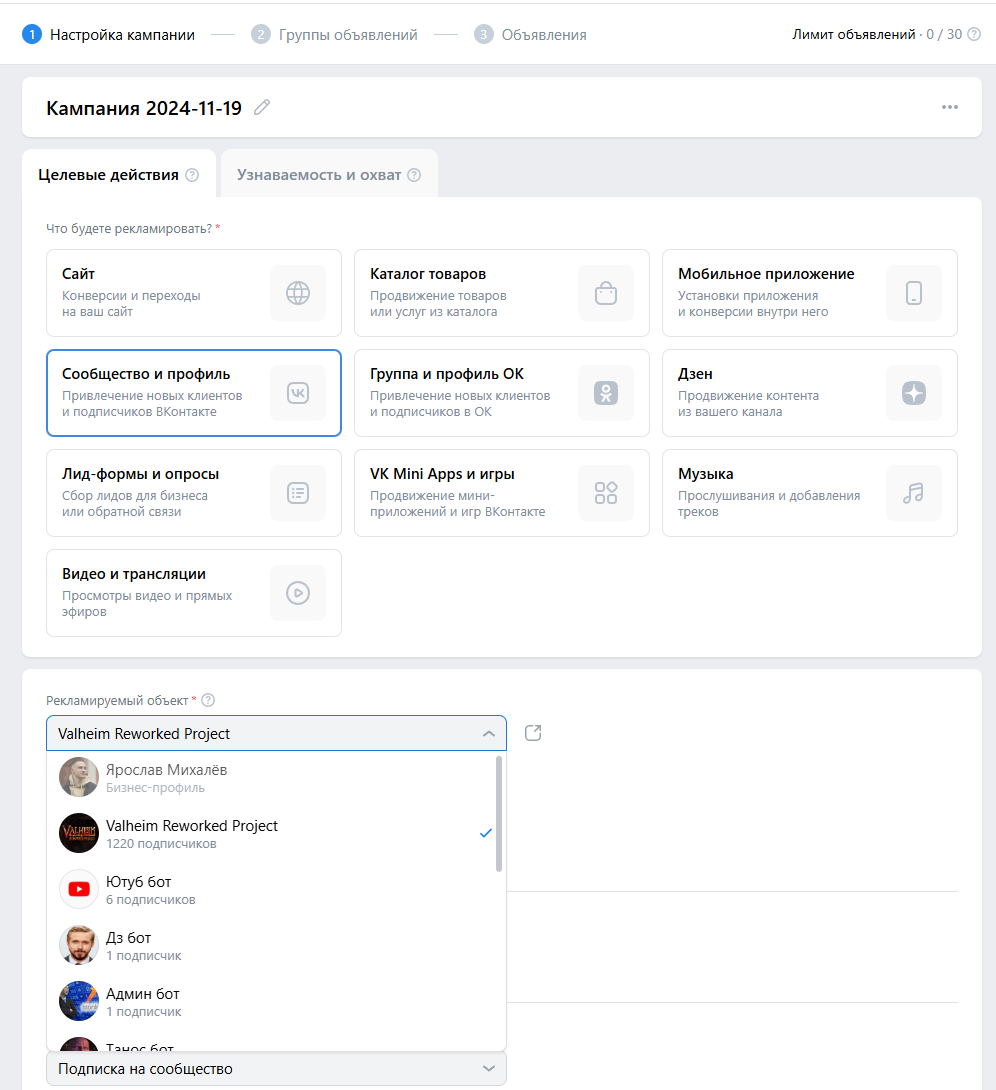 1 Настройка кампании 2 Группы объявлений 3 Объявления Лимит объявлений · 0 / 30 ?
Кампания 2024-11-19
Целевые действия ? Узнаваемость и охват ?
Что будете рекламировать? *
Сайт
Конверсии и переходы
на ваш сайт
Каталог товаров
Продвижение товаров
или услуг из каталога
Мобильное приложение
Установки приложения
и конверсии внутри него
Сообщество и профиль
Привлечение новых клиентов
и подписчиков ВКонтакте
Группа и профиль ОК
Привлечение новых клиентов
и подписчиков в ОК
Дзен
Продвижение контента
из вашего канала
Лид-формы и опросы
Сбор лидов для бизнеса
или обратной связи
VK Mini Apps и игры
Продвижение мини-
приложений и игр ВКонтакте
Музыка
Прослушивания и добавления
треков
Видео и трансляции
Просмотры видео и прямых
эфиров
Рекламируемый объект * ?
Valheim Reworked Project
Ярослав Михалёв
Бизнес-профиль
Valheim Reworked Project
1220 подписчиков
Ютуб бот
6 подписчиков
Дз бот
1 подписчик
Админ бот
1 подписчик
Танос бот
Подписка на сообщество